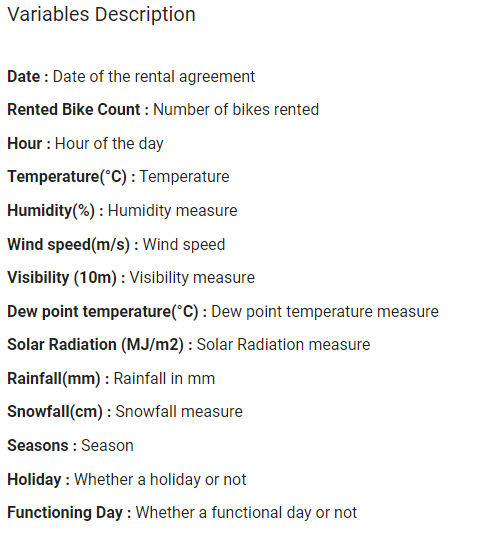 Variables Description
Date : Date of the rental agreement
Rented Bike Count : Number of bikes rented
Hour : Hour of the day
Temperature(°C) : Temperature
Humidity(%) : Humidity measure
Wind speed(m/s) : Wind speed
Visibility (10m) : Visibility measure
Dew point temperature(°C) : Dew point temperature measure
Solar Radiation (MJ/m2) : Solar Radiation measure
Rainfall(mm) : Rainfall in mm
Snowfall(cm) : Snowfall measure
Seasons : Season
Holiday : Whether a holiday or not
Functioning Day : Whether a functional day or not